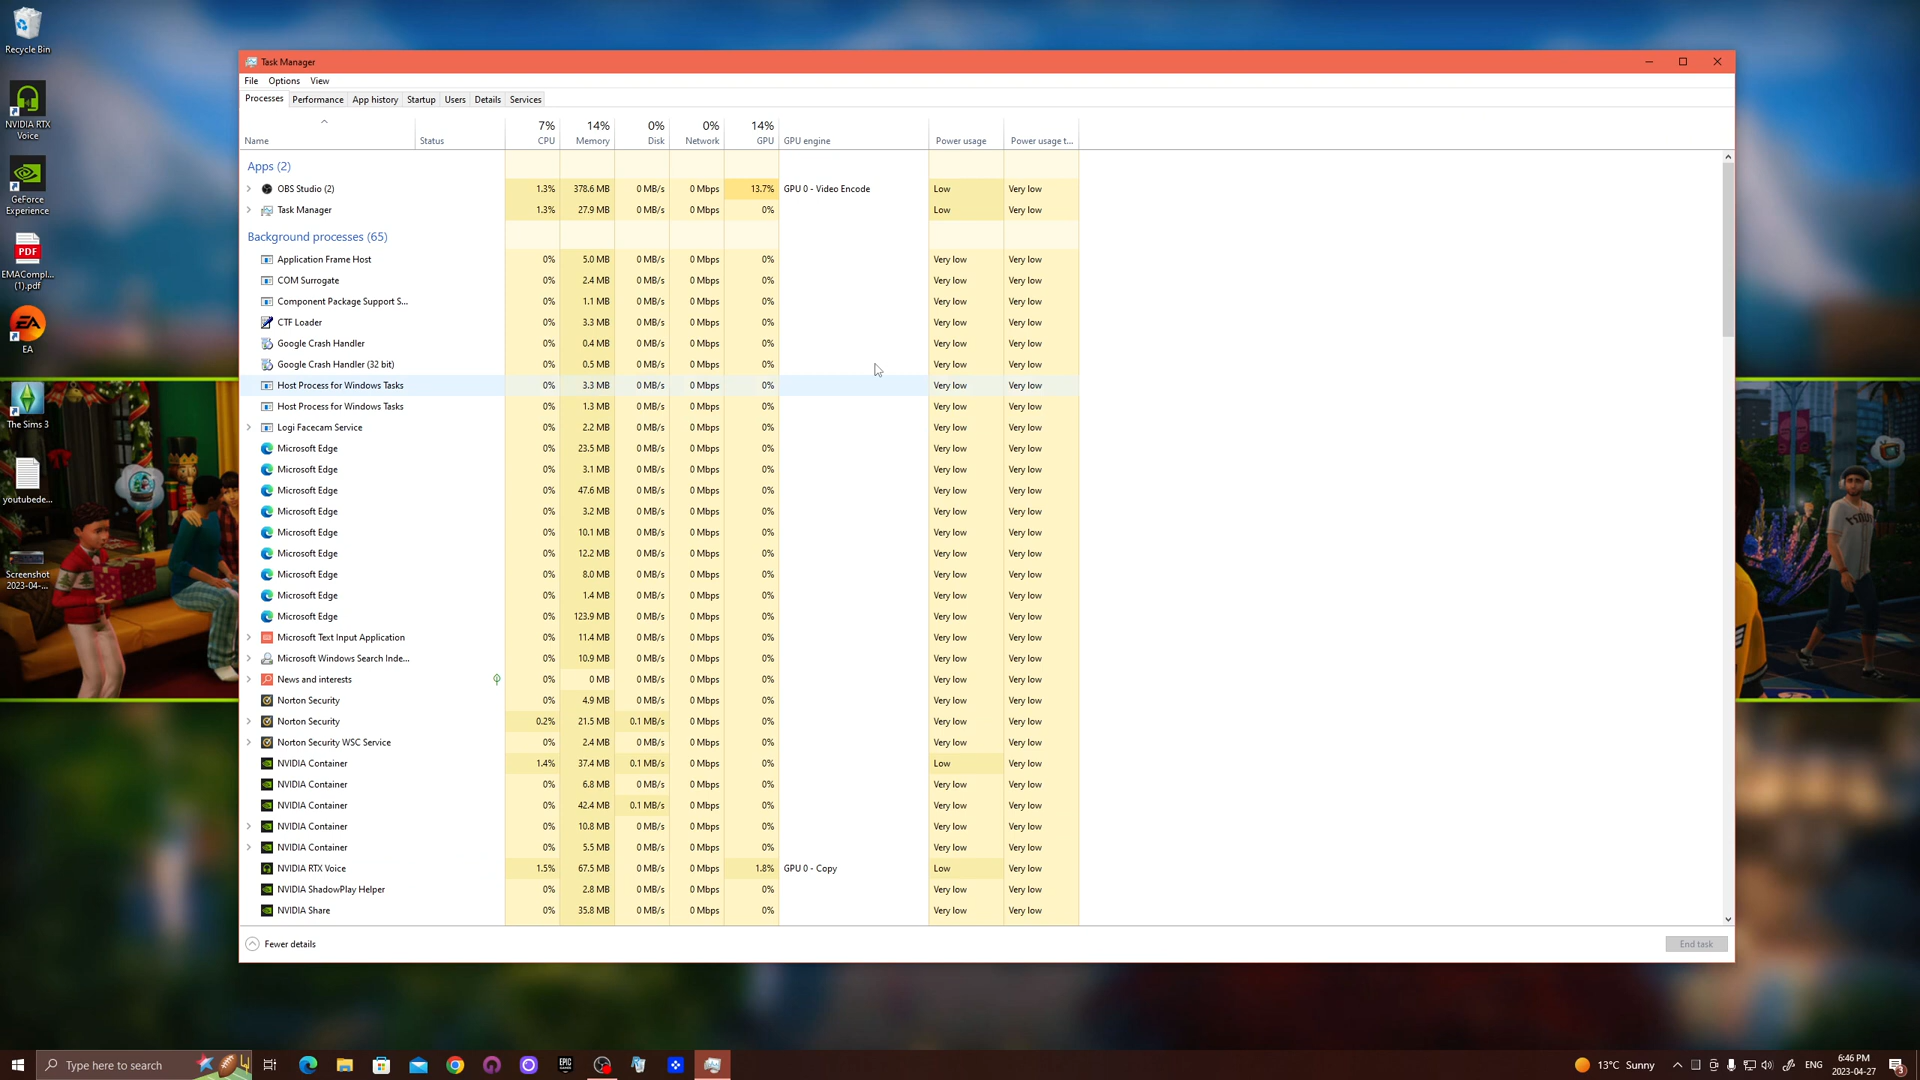 Recycle Bin
NVIDIA RTX
Voice
GeForce
Experience
PDF
EMACompl...
(1).pdf
EA
EA
The Sims 3
youtubede...
Screenshot
2023-04-...
Task Manager
File Options View
Processes Performance App history Startup Users Details Services
7% 14% 0% 0% 14%
Name Status CPU Memory Disk Network GPU GPU engine Power usage Power usage t...
Apps (2)
OBS Studio (2) 1.3% 378.6 MB 0 MB/s 0 Mbps 13.7% GPU 0 - Video Encode Low Very low
Task Manager 1.3% 27.9 MB 0 MB/s 0 Mbps 0% Low Very low
Background processes (65)
Application Frame Host 0% 5.0 MB 0 MB/s 0 Mbps 0% Very low Very low
COM Surrogate 0% 2.4 MB 0 MB/s 0 Mbps 0% Very low Very low
Component Package Support S... 0% 1.1 MB 0 MB/s 0 Mbps 0% Very low Very low
CTF Loader 0% 3.3 MB 0 MB/s 0 Mbps 0% Very low Very low
Google Crash Handler 0% 0.4 MB 0 MB/s 0 Mbps 0% Very low Very low
Google Crash Handler (32 bit) 0% 0.5 MB 0 MB/s 0 Mbps 0% Very low Very low
Host Process for Windows Tasks 0% 3.3 MB 0 MB/s 0 Mbps 0% Very low Very low
Host Process for Windows Tasks 0% 1.3 MB 0 MB/s 0 Mbps 0% Very low Very low
Logi Facecam Service 0% 2.2 MB 0 MB/s 0 Mbps 0% Very low Very low
Microsoft Edge 0% 23.5 MB 0 MB/s 0 Mbps 0% Very low Very low
Microsoft Edge 0% 3.1 MB 0 MB/s 0 Mbps 0% Very low Very low
Microsoft Edge 0% 47.6 MB 0 MB/s 0 Mbps 0% Very low Very low
Microsoft Edge 0% 3.2 MB 0 MB/s 0 Mbps 0% Very low Very low
Microsoft Edge 0% 10.1 MB 0 MB/s 0 Mbps 0% Very low Very low
Microsoft Edge 0% 12.2 MB 0 MB/s 0 Mbps 0% Very low Very low
Microsoft Edge 0% 8.0 MB 0 MB/s 0 Mbps 0% Very low Very low
Microsoft Edge 0% 1.4 MB 0 MB/s 0 Mbps 0% Very low Very low
Microsoft Edge 0% 123.9 MB 0 MB/s 0 Mbps 0% Very low Very low
Microsoft Text Input Application 0% 11.4 MB 0 MB/s 0 Mbps 0% Very low Very low
Microsoft Windows Search Inde... 0% 10.9 MB 0 MB/s 0 Mbps 0% Very low Very low
News and interests 0% 0 MB 0 MB/s 0 Mbps 0% Very low Very low
Norton Security 0% 4.9 MB 0 MB/s 0 Mbps 0% Very low Very low
Norton Security 0.2% 21.5 MB 0.1 MB/s 0 Mbps 0% Very low Very low
Norton Security WSC Service 0% 2.4 MB 0 MB/s 0 Mbps 0% Very low Very low
NVIDIA Container 1.4% 37.4 MB 0.1 MB/s 0 Mbps 0% Low Very low
NVIDIA Container 0% 6.8 MB 0 MB/s 0 Mbps 0% Very low Very low
NVIDIA Container 0% 42.4 MB 0.1 MB/s 0 Mbps 0% Very low Very low
NVIDIA Container 0% 10.8 MB 0 MB/s 0 Mbps 0% Very low Very low
NVIDIA Container 0% 5.5 MB 0 MB/s 0 Mbps 0% Very low Very low
NVIDIA RTX Voice 1.5% 67.5 MB 0 MB/s 0 Mbps 1.8% GPU 0 - Copy Low Very low
NVIDIA ShadowPlay Helper 0% 2.8 MB 0 MB/s 0 Mbps 0% Very low Very low
NVIDIA Share 0% 35.8 MB 0 MB/s 0 Mbps 0% Very low Very low
Fewer details End task
Type here to search
EPIC
13°C Sunny ENG 6:46 PM
2023-04-27 3